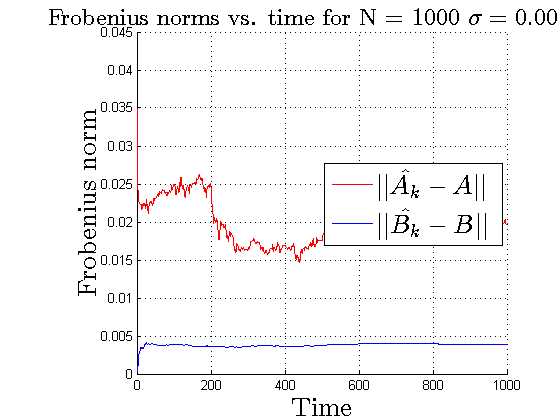 Frobenius norms vs. time for N = 1000 σ = 0.00
Frobenius norm
0.045
0.04
0.035
0.03
0.025
0.02
0.015
0.01
0.005
0
||Â_k − A||
||B̂_k − B||
0 200 400 600 800 1000
Time